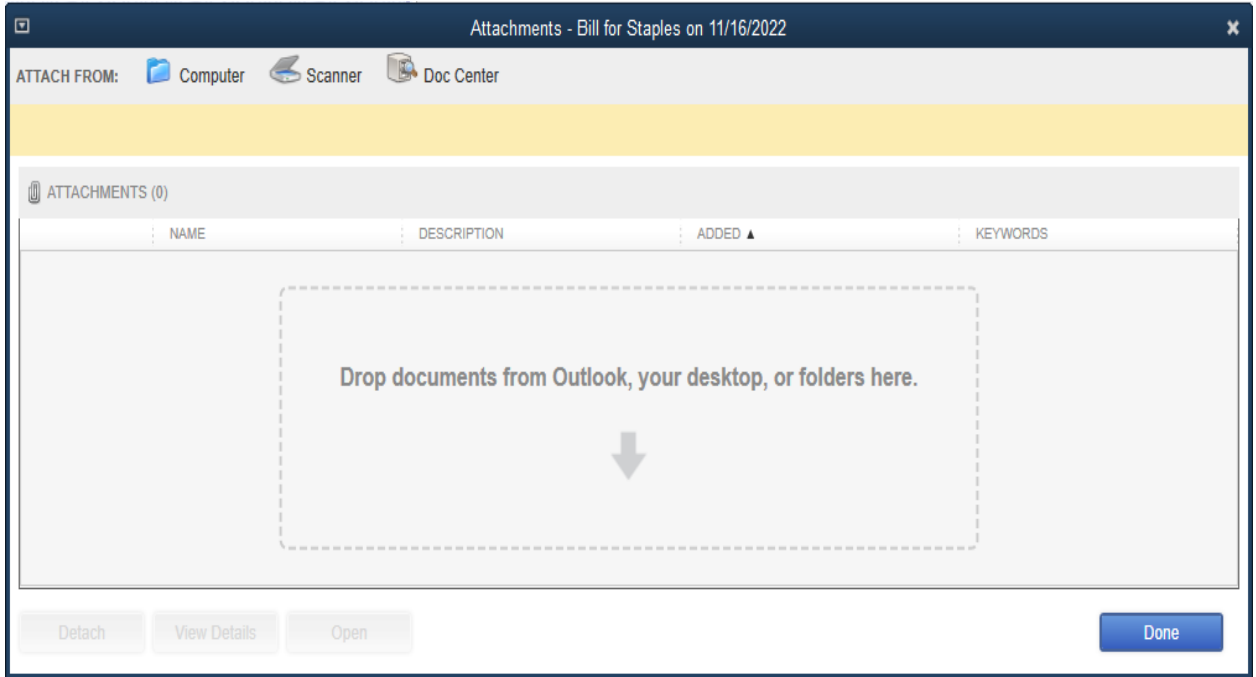 Attachments - Bill for Staples on 11/16/2022
ATTACH FROM: Computer Scanner Doc Center
ATTACHMENTS (0)
NAME DESCRIPTION ADDED ▲ KEYWORDS
Drop documents from Outlook, your desktop, or folders here.
Detach View Details Open Done